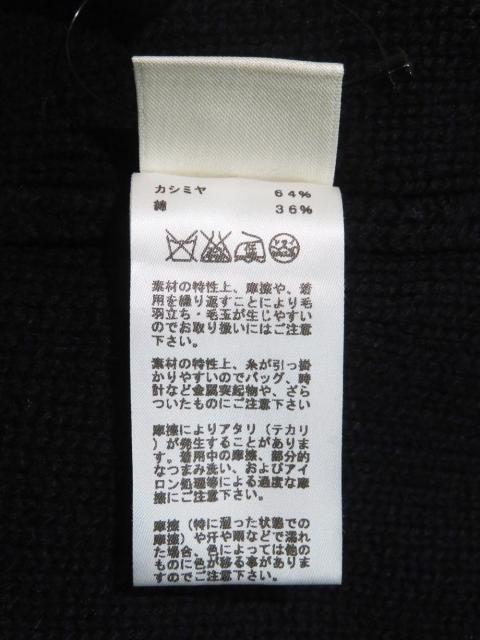 カシミヤ 64%
綿 36%
素材の特性上、摩擦や、着
用を繰り返すことにより毛
羽立ち・毛玉が生じやすい
のでお取り扱いにはご注意
下さい。
素材の特性上、糸が引っ掛
かりやすいのでバッグ、時
計など金属突起物や、ざら
ついたものにご注意下さい
摩擦によりアタリ（テカリ
）が発生することがありま
す。着用中の摩擦、部分的
なつまみ洗い、およびアイ
ロン処理等による過度な摩
擦にご注意下さい。
摩擦（特に湿った状態での
摩擦）や汗や雨などで濡れ
た場合、色によっては他の
ものに色が移る事がありま
すのでご注意下さい。